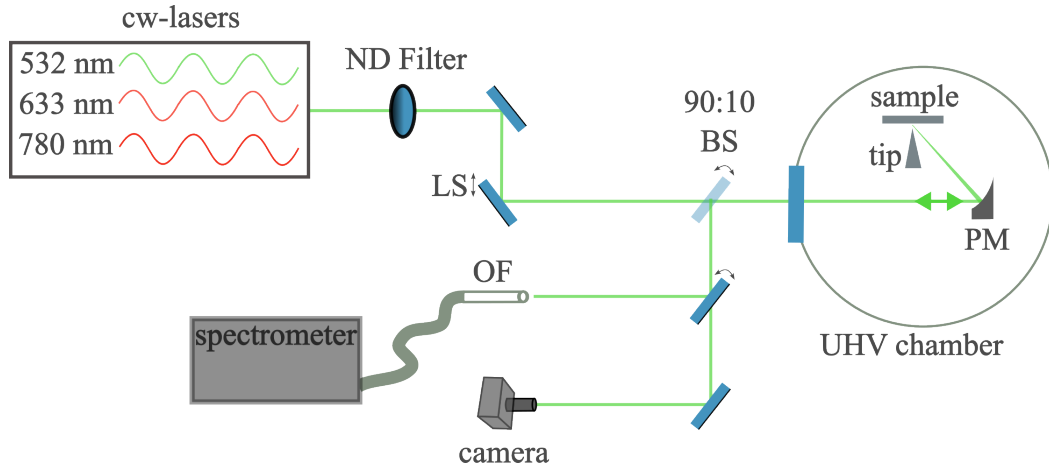 cw-lasers
532 nm
633 nm
780 nm
ND Filter
LS
90:10
BS
sample
tip
PM
UHV chamber
OF
spectrometer
camera